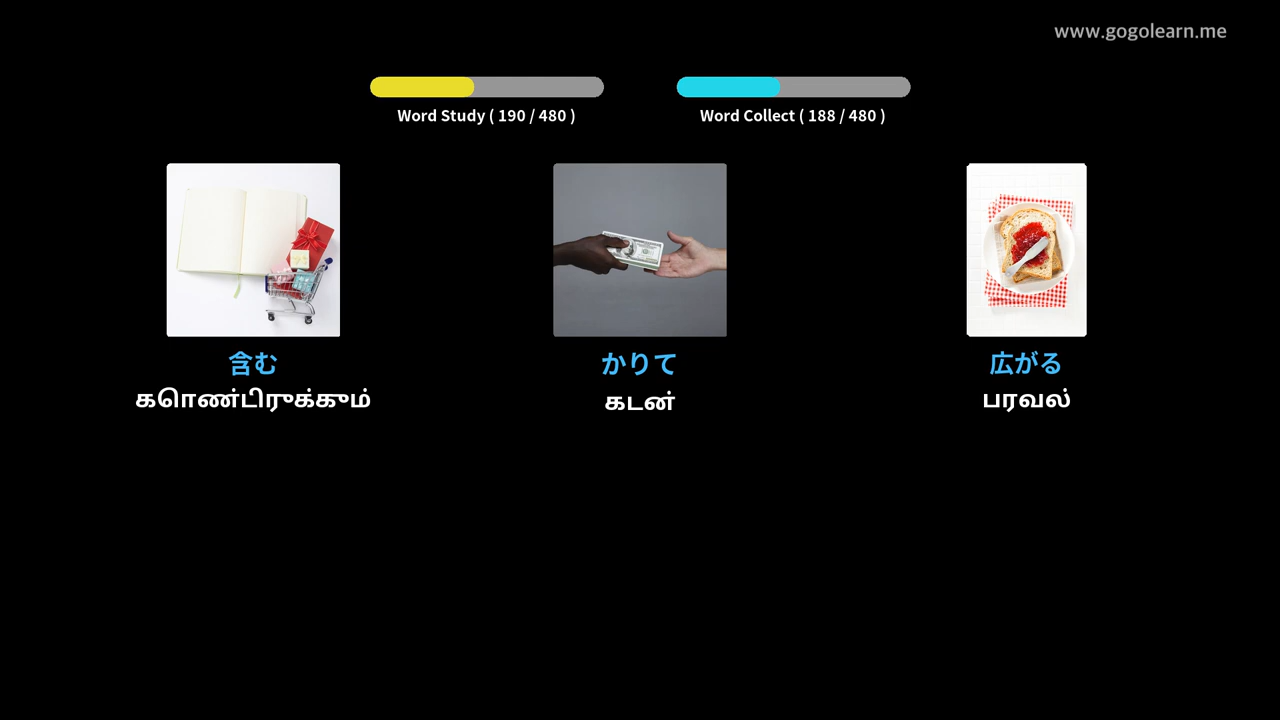 www.gogolearn.me
Word Study ( 190 / 480 )
Word Collect ( 188 / 480 )
含む
கொண்டிருக்கும்
かりて
கடன்
広がる
பரவல்